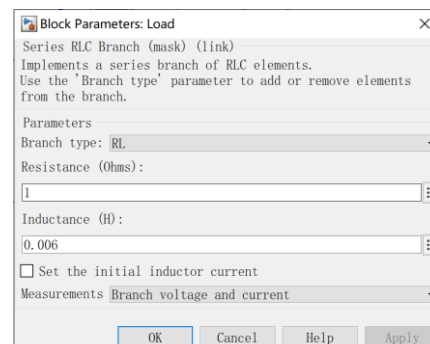 Block Parameters: Load
Series RLC Branch (mask) (link)
Implements a series branch of RLC elements.
Use the 'Branch type' parameter to add or remove elements
from the branch.
Parameters
Branch type: RL
Resistance (Ohms):
1
Inductance (H):
0.006
Set the initial inductor current
Measurements Branch voltage and current
OK Cancel Help Apply